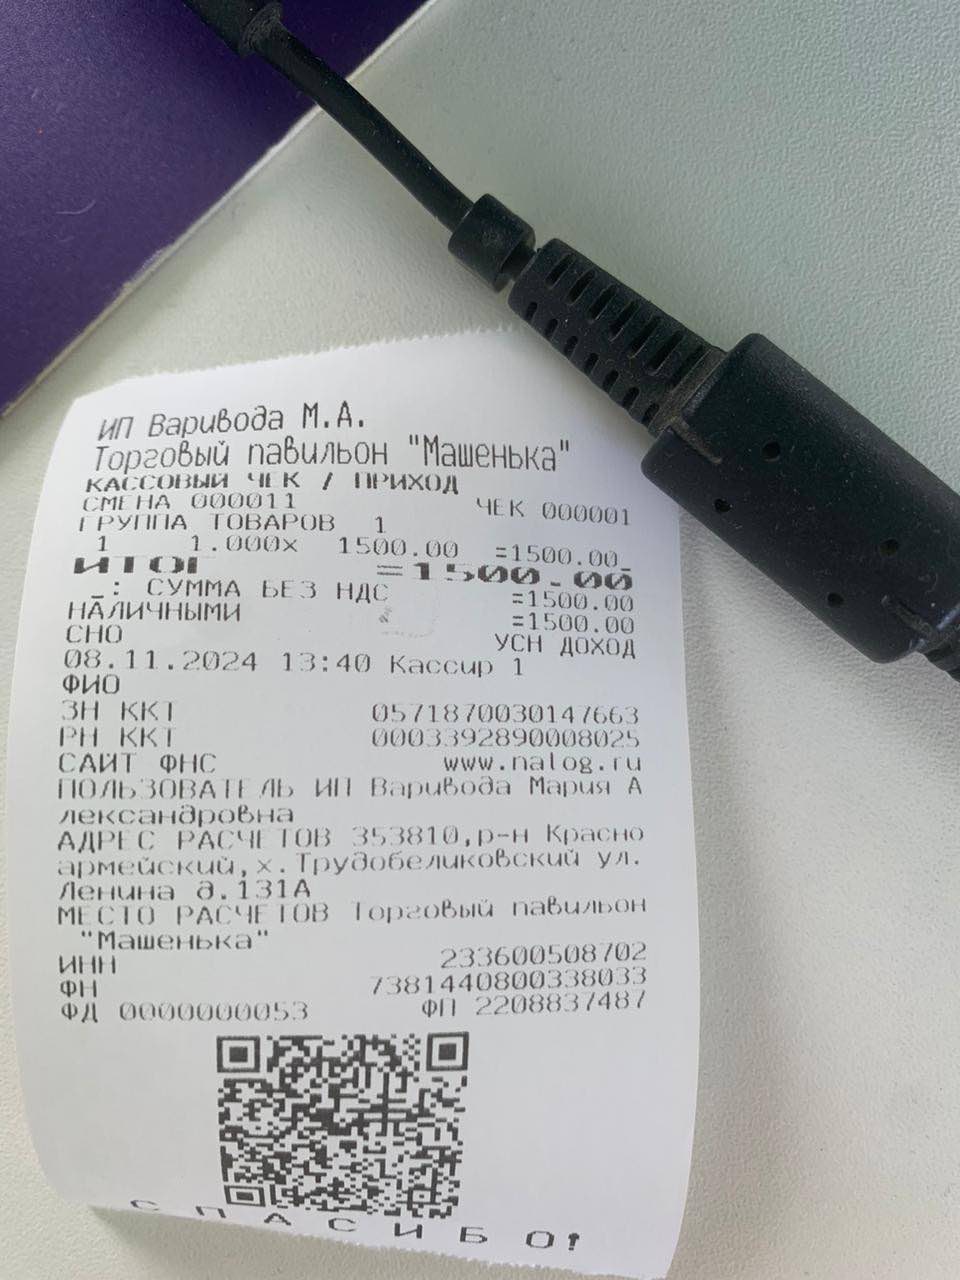 ИП Варивода М.А.
Торговый павильон "Машенька"
КАССОВЫЙ ЧЕК / ПРИХОД
СМЕНА 000011 ЧЕК 000001
ГРУППА ТОВАРОВ 1
1 1.000x 1500.00 =1500.00_
ИТОГ =1500.00
_: СУММА БЕЗ НДС =1500.00
НАЛИЧНЫМИ =1500.00
СНО УСН ДОХОД
08.11.2024 13:40 Кассир 1
ФИО
ЗН ККТ 0571870030147663
РН ККТ 0003392890008025
САЙТ ФНС www.nalog.ru
ПОЛЬЗОВАТЕЛЬ ИП Варивода Мария А
лександровна
АДРЕС РАСЧЕТОВ 353810,р-н Красно
армейский,х.Трудобеликовский ул.
Ленина д.131А
МЕСТО РАСЧЕТОВ Торговый павильон
"Машенька"
ИНН 233600508702
ФН 7381440800338033
ФД 0000000053 ФП 2208837487
СПАСИБО!